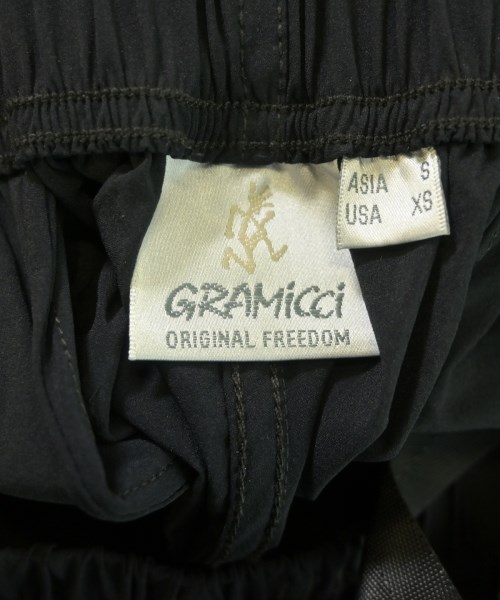 GRAMiCCi
ORIGINAL FREEDOM
ASIA S
USA XS